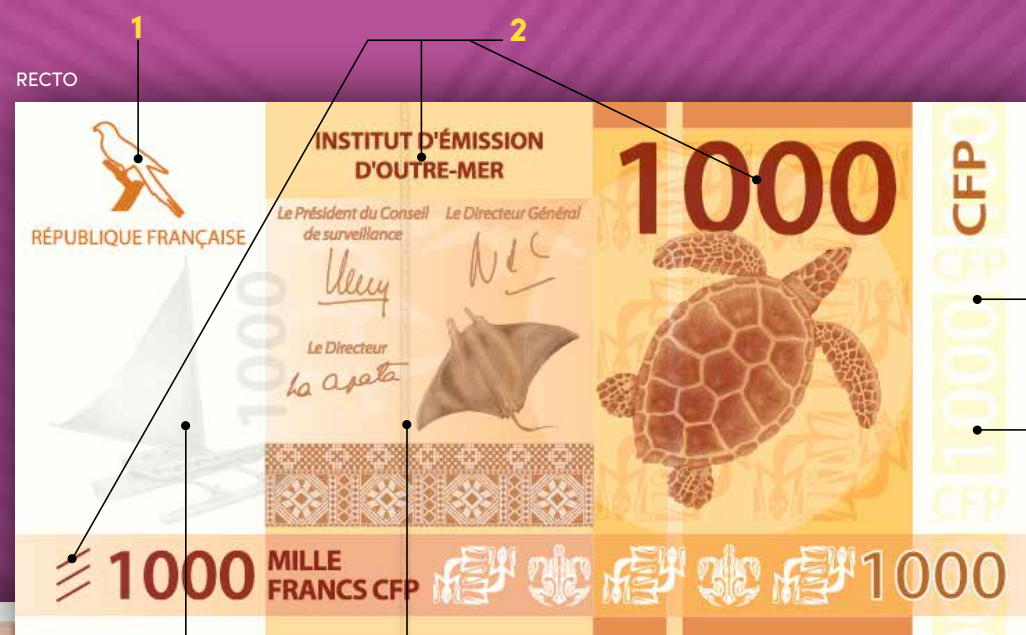 1
2
RECTO
INSTITUT D'ÉMISSION
D'OUTRE-MER
1000
CFP
RÉPUBLIQUE FRANÇAISE
Le Président du Conseil
de surveillance
Le Directeur Général
1000
Le Directeur
CFP
1000
CFP
1000
MILLE
FRANCS CFP
1000